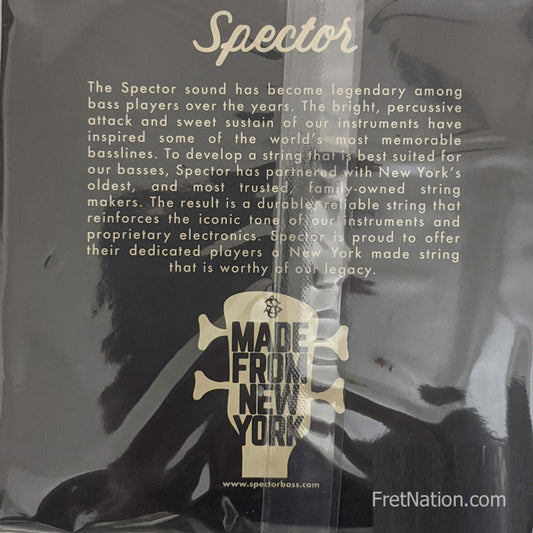 Spector
The Spector sound has become legendary among
bass players over the years. The bright, percussive
attack and sweet sustain of our instruments have
inspired some of the world's most memorable
basslines. To develop a string that is best suited for
our basses, Spector has partnered with New York's
oldest, and most trusted, family-owned string
makers. The result is a durable, reliable string that
reinforces the iconic tone of our instruments and
proprietary electronics. Spector is proud to offer
their dedicated players a New York made string
that is worthy of our legacy.
MADE
FROM
NEW
YORK
www.spectorbass.com
FretNation.com